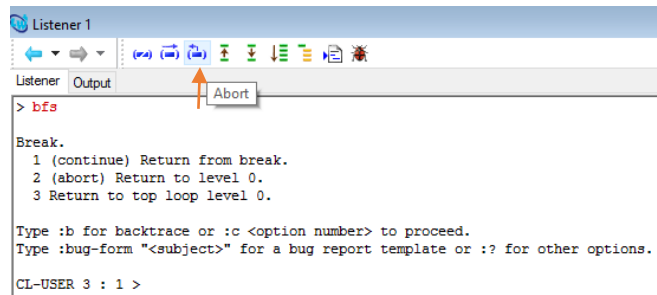 Listener 1
Listener Output
Abort
> bfs
Break.
1 (continue) Return from break.
2 (abort) Return to level 0.
3 Return to top loop level 0.
Type :b for backtrace or :c <option number> to proceed.
Type :bug-form "<subject>" for a bug report template or :? for other options.
CL-USER 3 : 1 >